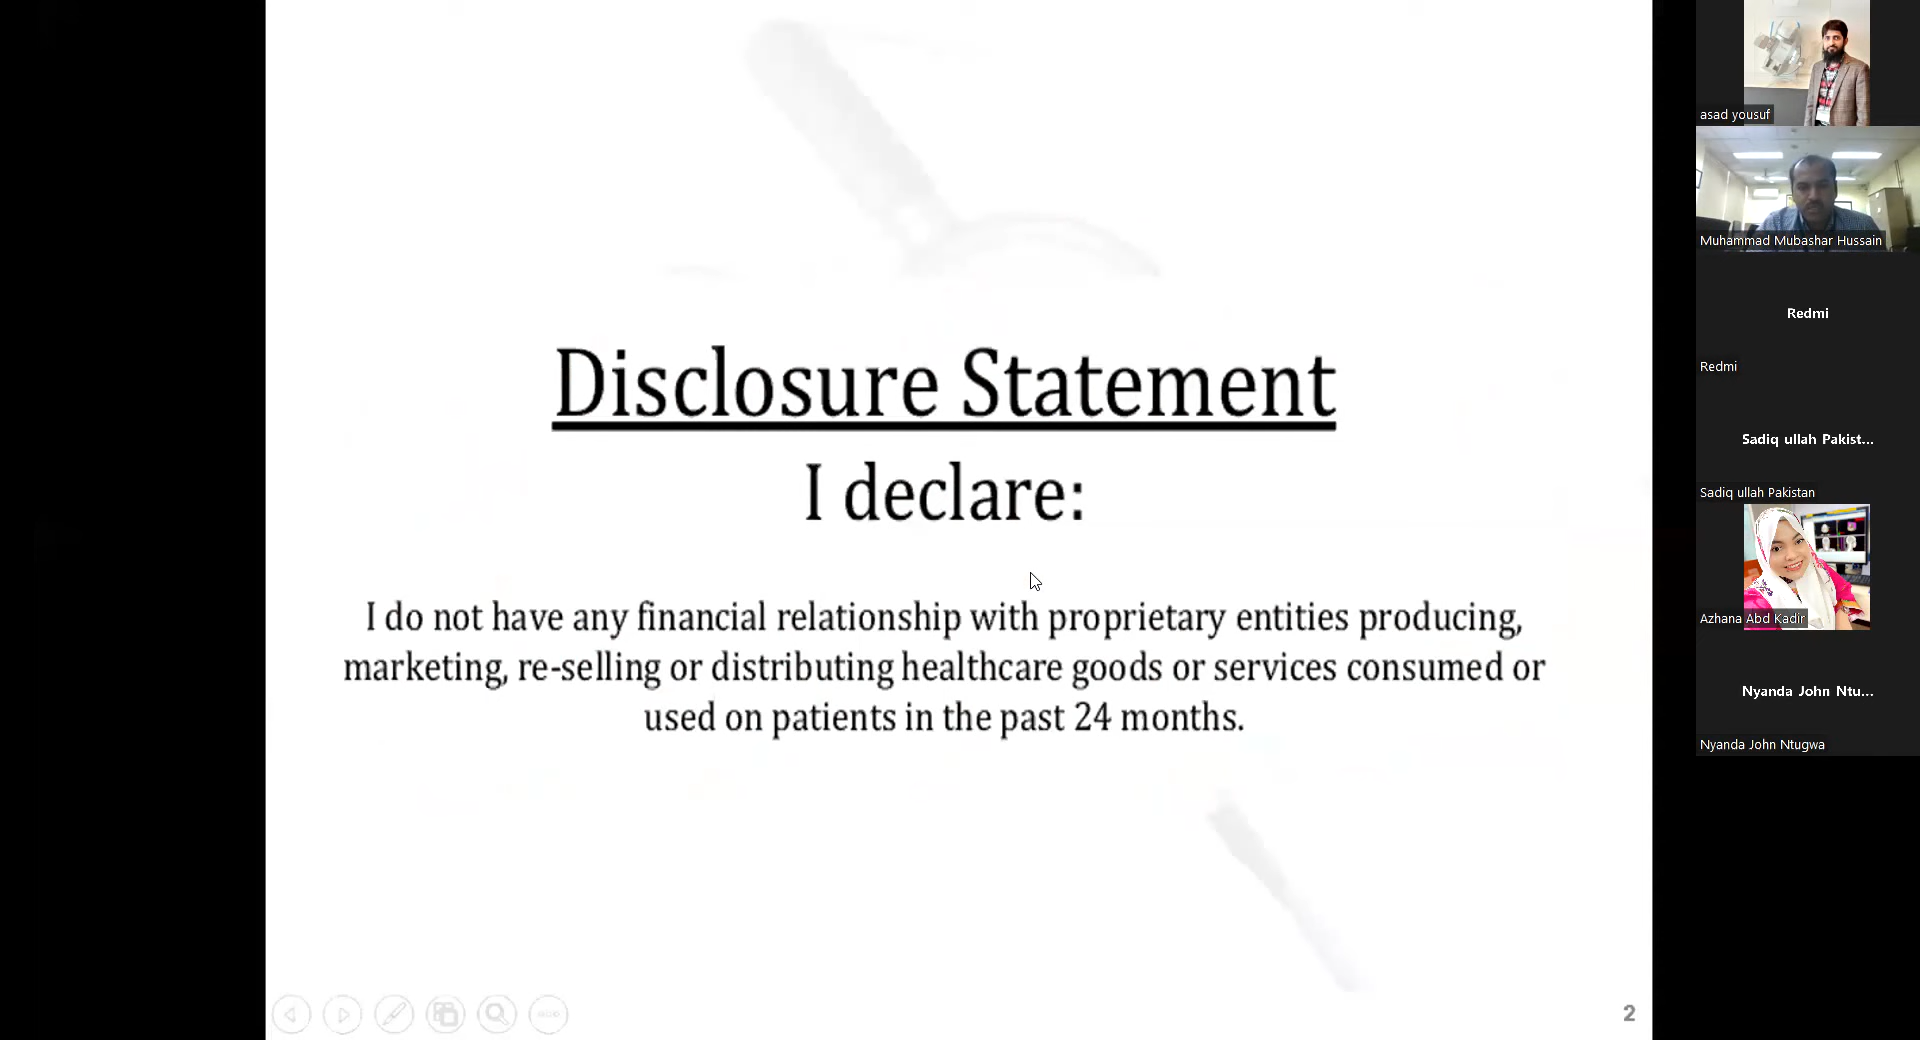 Disclosure Statement
I declare:
I do not have any financial relationship with proprietary entities producing,
marketing, re-selling or distributing healthcare goods or services consumed or
used on patients in the past 24 months.
2
asad yousuf
Muhammad Mubashar Hussain
Redmi
Redmi
Sadiq ullah Pakist...
Sadiq ullah Pakistan
Azhana Abd Kadir
Nyanda John Ntu...
Nyanda John Ntugwa